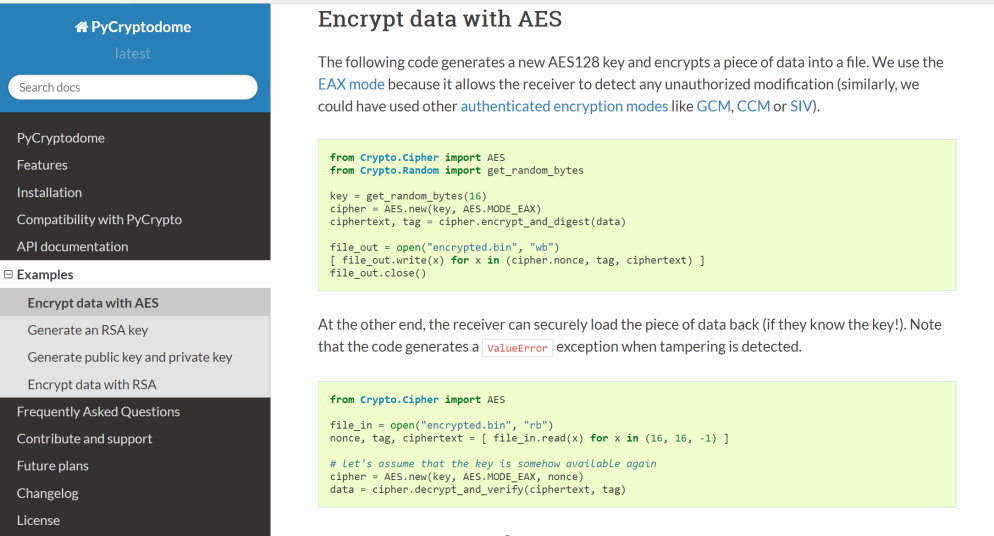 PyCryptodome
latest
Search docs
PyCryptodome
Features
Installation
Compatibility with PyCrypto
API documentation
Examples
Encrypt data with AES
Generate an RSA key
Generate public key and private key
Encrypt data with RSA
Frequently Asked Questions
Contribute and support
Future plans
Changelog
License
Encrypt data with AES
The following code generates a new AES128 key and encrypts a piece of data into a file. We use the
EAX mode because it allows the receiver to detect any unauthorized modification (similarly, we
could have used other authenticated encryption modes like GCM, CCM or SIV).
from Crypto.Cipher import AES
from Crypto.Random import get_random_bytes
key = get_random_bytes(16)
cipher = AES.new(key, AES.MODE_EAX)
ciphertext, tag = cipher.encrypt_and_digest(data)
file_out = open("encrypted.bin", "wb")
[ file_out.write(x) for x in (cipher.nonce, tag, ciphertext) ]
file_out.close()
At the other end, the receiver can securely load the piece of data back (if they know the key!). Note
that the code generates a ValueError exception when tampering is detected.
from Crypto.Cipher import AES
file_in = open("encrypted.bin", "rb")
nonce, tag, ciphertext = [ file_in.read(x) for x in (16, 16, -1) ]
# let's assume that the key is somehow available again
cipher = AES.new(key, AES.MODE_EAX, nonce)
data = cipher.decrypt_and_verify(ciphertext, tag)